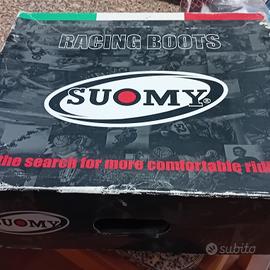 RACING BOOTS
SUOMY®
the search for more comfortable rid
SUOMY
subito